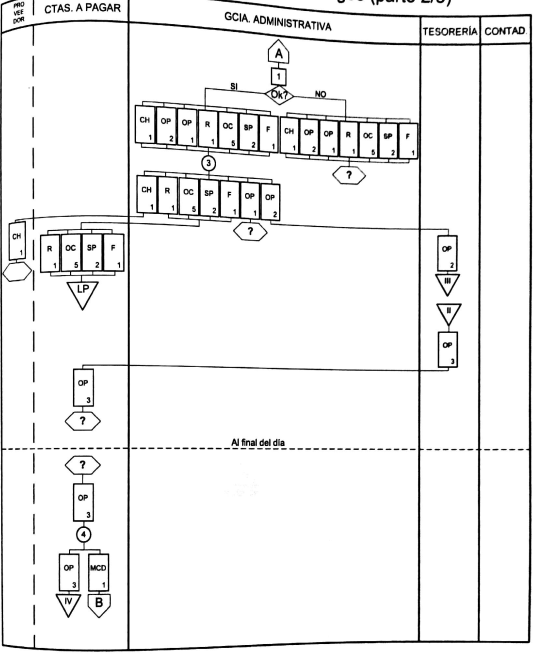 (parte 2/3)
PRO VEE DOR CTAS. A PAGAR GCIA. ADMINISTRATIVA TESORERÍA CONTAD.
A
1
SI Ok? NO
CH 1 OP 2 OP 1 R 1 OC 5 SP 2 F 1 CH 1 OP 2 OP 1 R 1 OC 5 SP 2 F 1
3 ?
CH 1 R 1 OC 5 SP 2 F 1 OP 1 OP 2
?
CH 1 R 1 OC 5 SP 2 F 1 OP 2
LP III
II
OP 3
OP 3
?
Al final del día
?
OP 3
4
OP 3 MCD 1
IV B